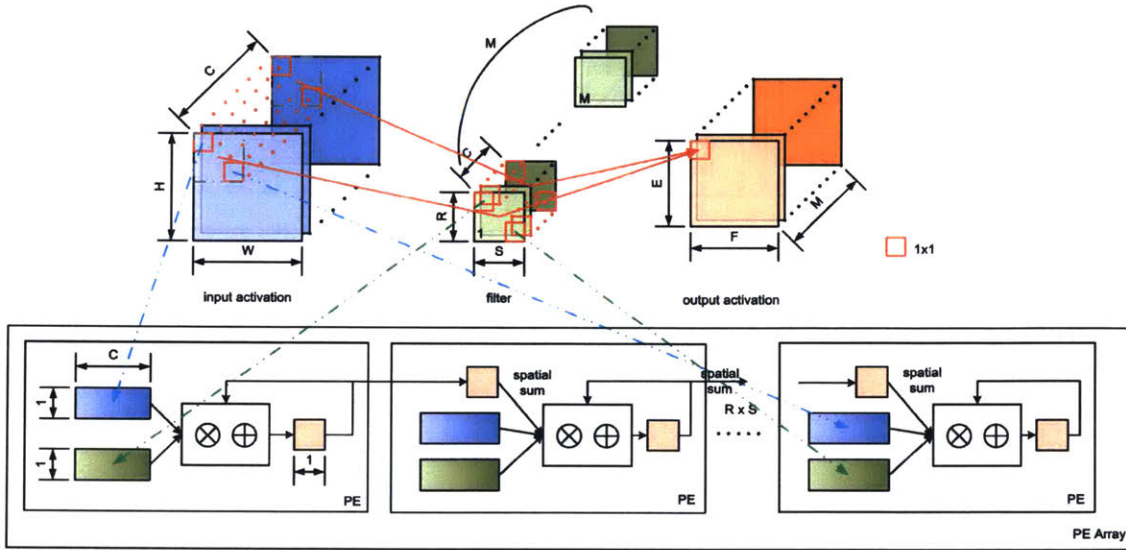 C
H
W
input activation
M
M
C
R
1
S
filter
E
F
M
output activation
1x1
C
1
1
1
PE
spatial
sum
PE
spatial
sum
R x S
spatial
sum
PE
PE Array